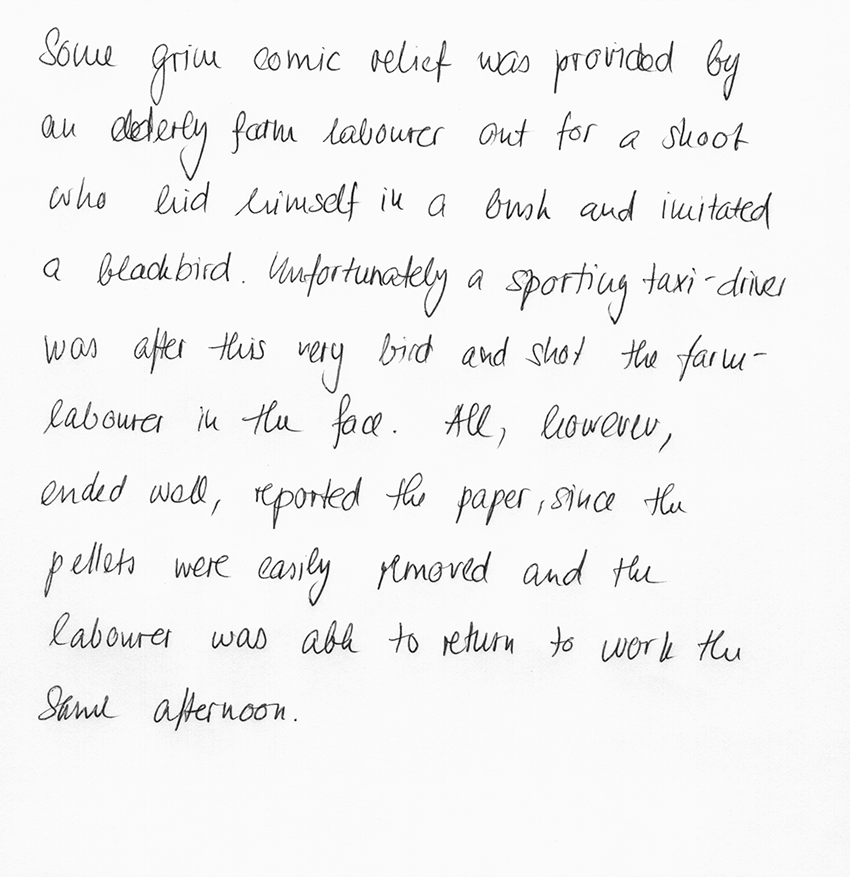 Some grim comic relief was provided by
an elderly farm labourer out for a shoot
who hid himself in a bush and imitated
a blackbird. Unfortunately a sporting taxi-driver
was after this very bird and shot the farm-
labourer in the face. All, however,
ended well, reported the paper, since the
pellets were easily removed and the
labourer was able to return to work the
same afternoon.